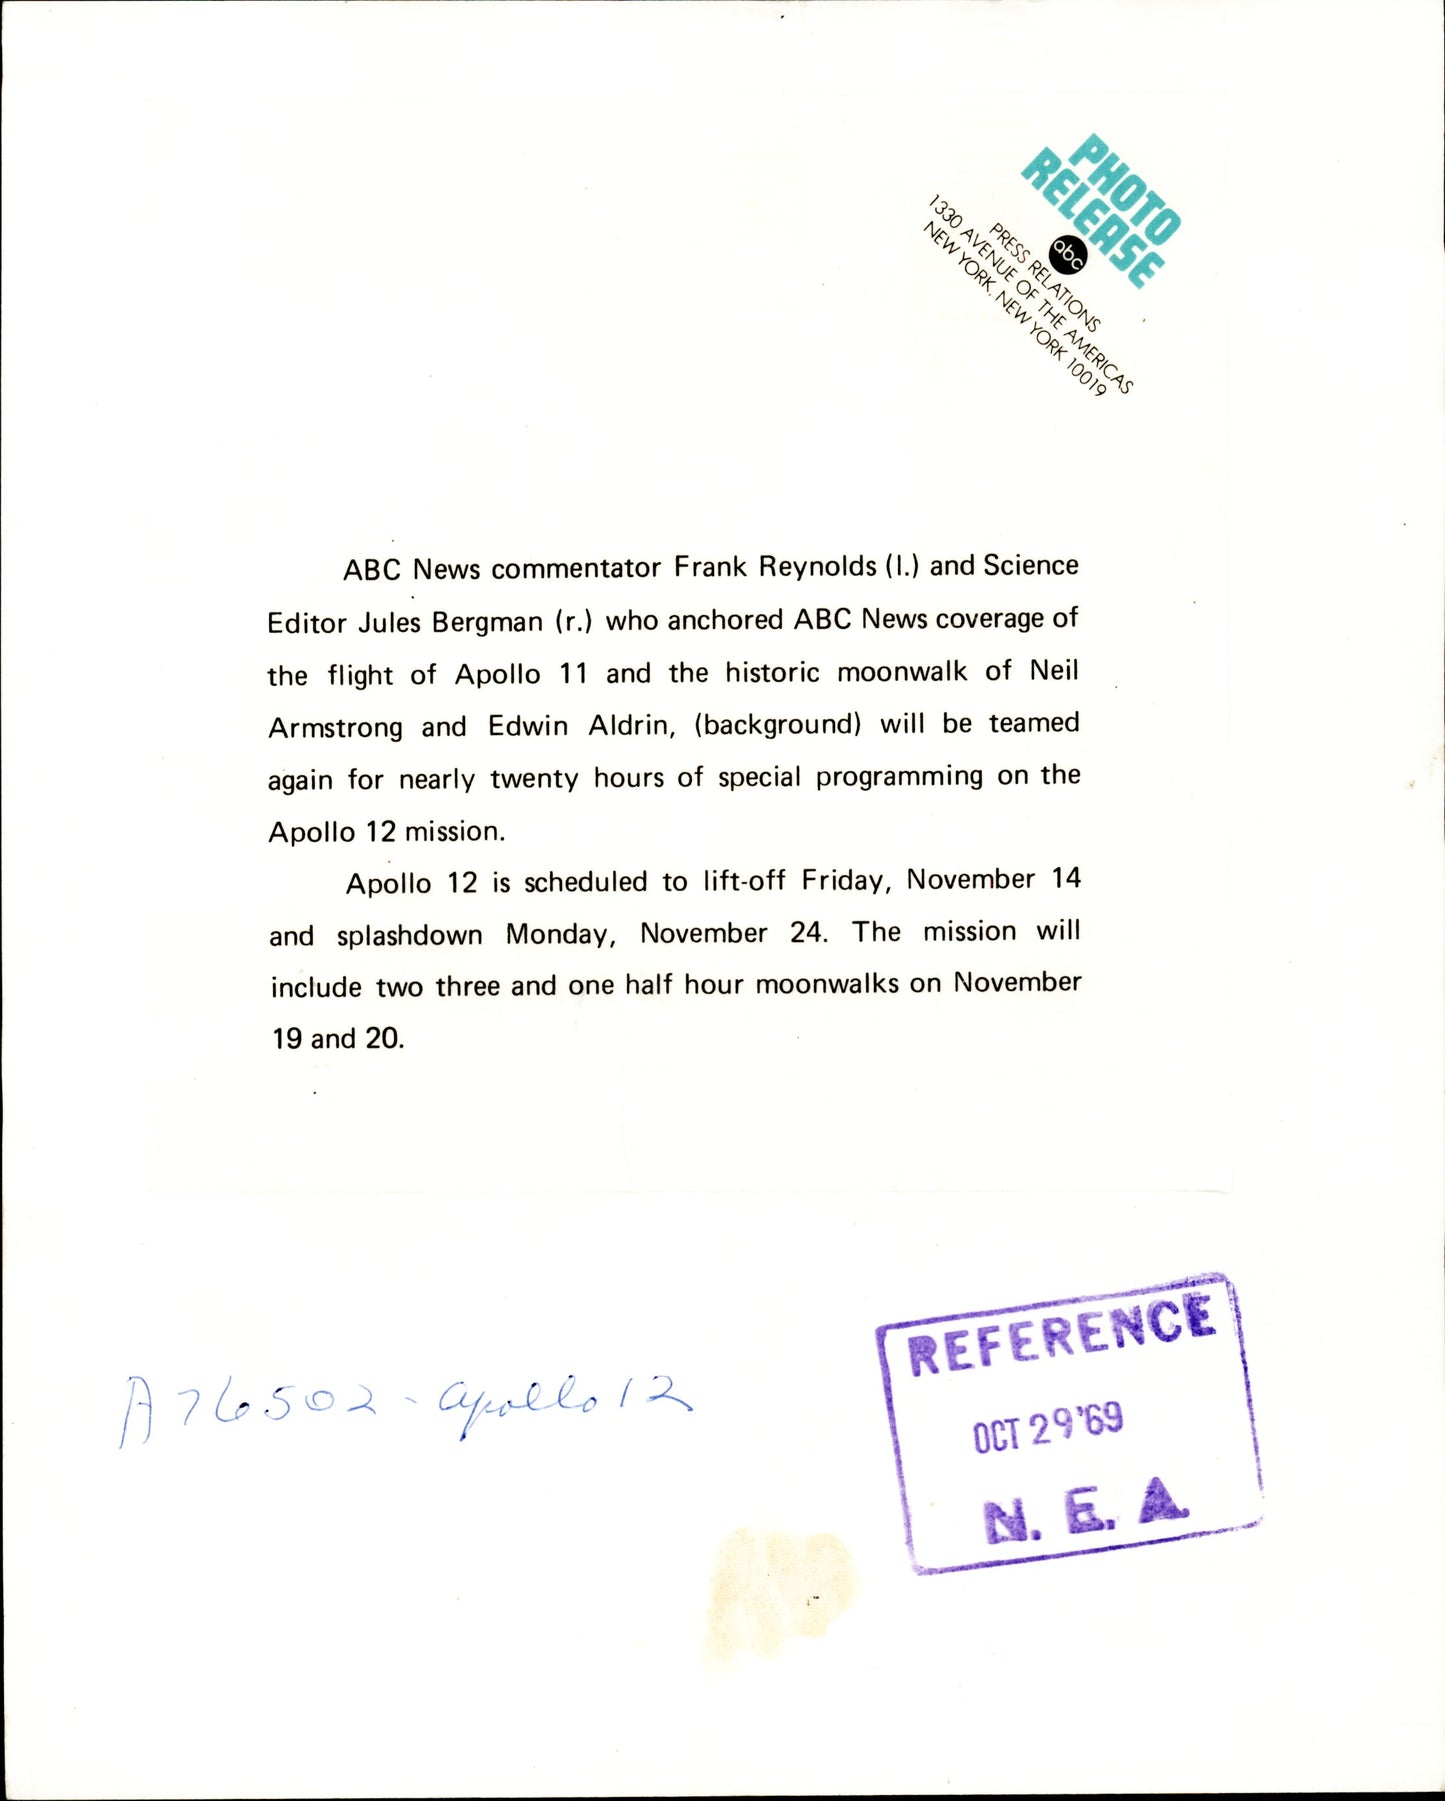 PHOTO
RELEASE
abc
PRESS RELATIONS
1330 AVENUE OF THE AMERICAS
NEW YORK, NEW YORK 10019
ABC News commentator Frank Reynolds (l.) and Science
Editor Jules Bergman (r.) who anchored ABC News coverage of
the flight of Apollo 11 and the historic moonwalk of Neil
Armstrong and Edwin Aldrin, (background) will be teamed
again for nearly twenty hours of special programming on the
Apollo 12 mission.
Apollo 12 is scheduled to lift-off Friday, November 14
and splashdown Monday, November 24. The mission will
include two three and one half hour moonwalks on November
19 and 20.
A76502 - Apollo 12
REFERENCE
OCT 29 '69
N. E. A.